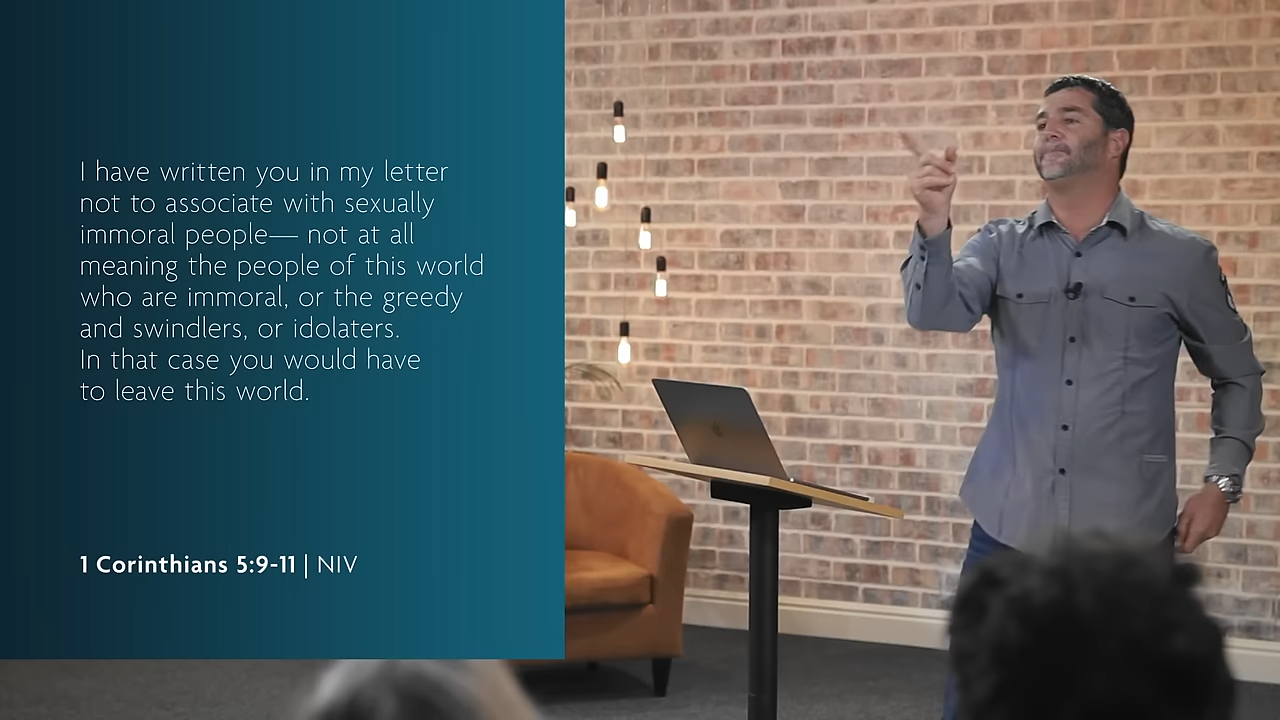 I have written you in my letter
not to associate with sexually
immoral people— not at all
meaning the people of this world
who are immoral, or the greedy
and swindlers, or idolaters.
In that case you would have
to leave this world.
1 Corinthians 5:9-11 | NIV